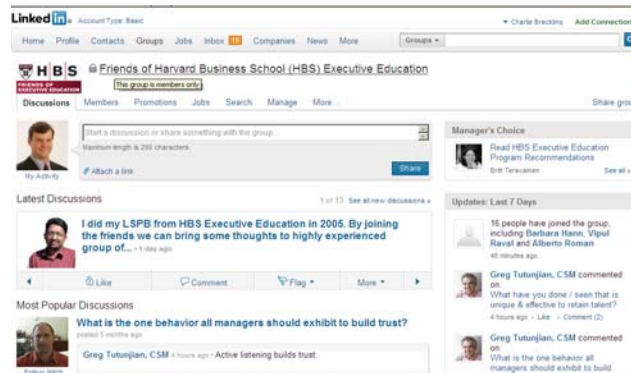 Linked in Account Type: Basic
Charlie Breckins Add Connection
Home Profile Contacts Groups Jobs Inbox Companies News More Groups
HBS Friends of Harvard Business School (HBS) Executive Education
FRIENDS OF
EXECUTIVE EDUCATION
This group is members only
Discussions Members Promotions Jobs Search Manage More...
Share grou
Start a discussion or share something with the group...
Maximum length is 200 characters.
My Activity
Attach a link
Share
Manager's Choice
Read HBS Executive Education
Program Recommendations
Britt Teravainen See all
Latest Discussions
1 of 13 See all new discussions »
I did my LSPB from HBS Executive Education in 2005. By joining
the friends we can bring some thoughts to highly experienced
group of... • 1 day ago
Like Comment Flag More
Most Popular Discussions
What is the one behavior all managers should exhibit to build trust?
posted 5 months ago
Greg Tutunjian, CSM 4 hours ago • Active listening builds trust.
Updates: Last 7 Days
16 people have joined the group,
including Barbara Hann, Vipul
Raval and Alberto Roman
46 minutes ago
Greg Tutunjian, CSM commented
on:
What have you done / seen that is
unique & effective to retain talent?
4 hours ago - Like - Comment (2)
Greg Tutunjian, CSM commented
on:
What is the one behavior all
managers should exhibit to build